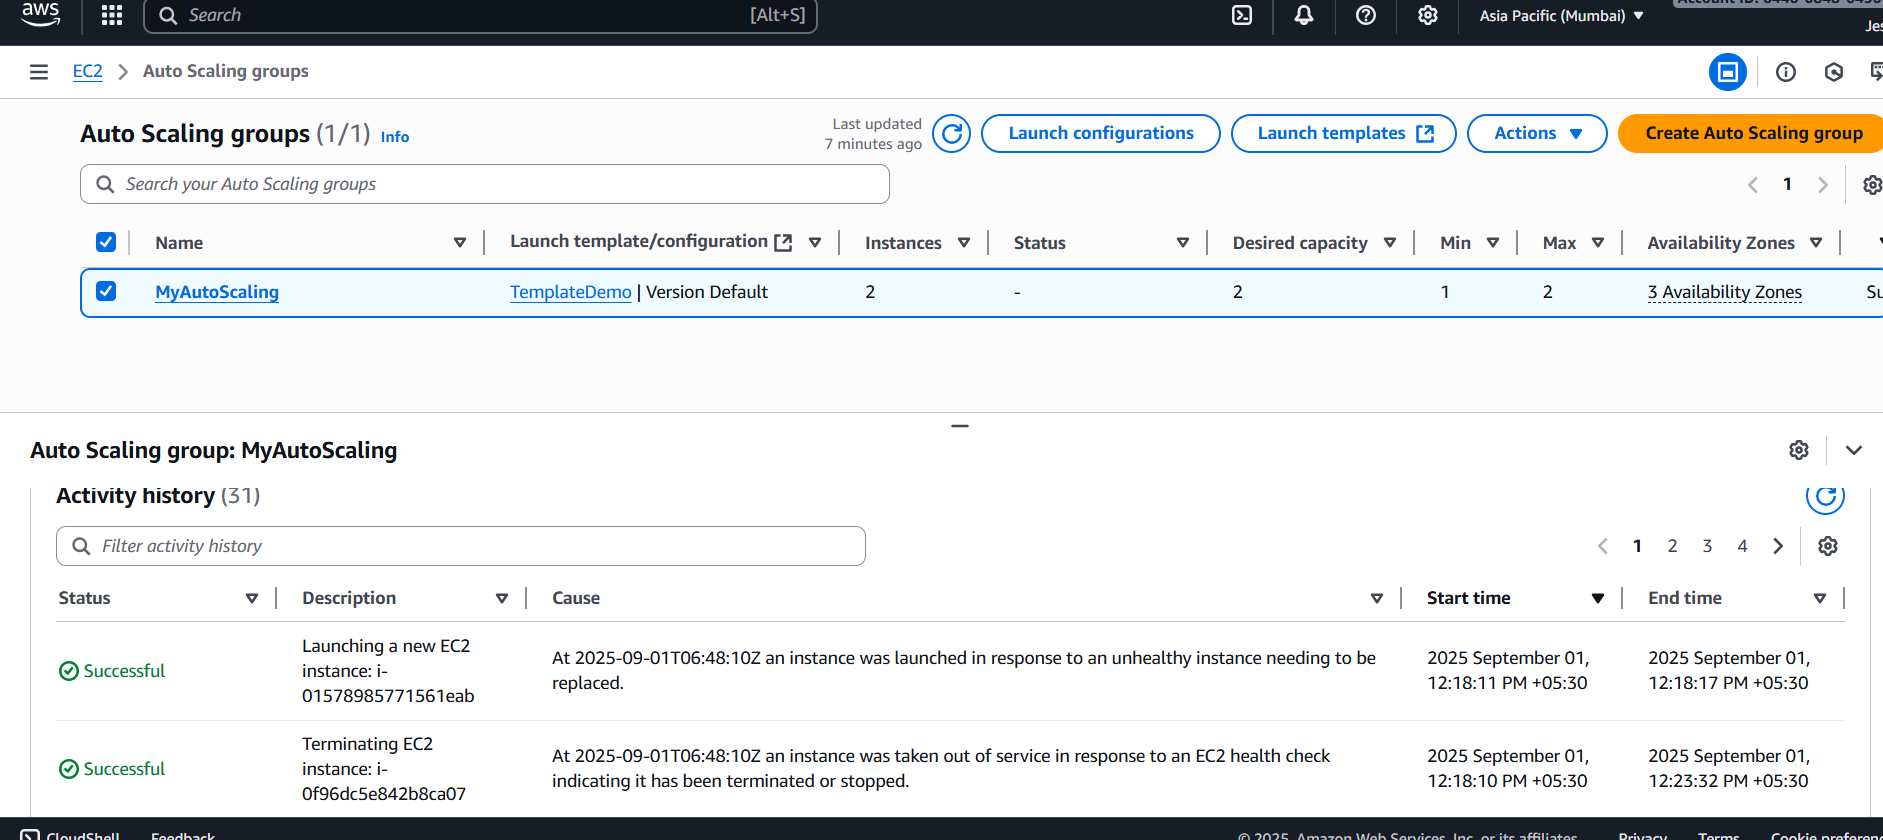 aws
Search
[Alt+S]
Asia Pacific (Mumbai)
EC2
Auto Scaling groups
Auto Scaling groups (1/1) Info
Last updated
7 minutes ago
Launch configurations
Launch templates
Actions
Create Auto Scaling group
Search your Auto Scaling groups
1
Name
Launch template/configuration
Instances
Status
Desired capacity
Min
Max
Availability Zones
MyAutoScaling
TemplateDemo | Version Default
2
-
2
1
2
3 Availability Zones
Auto Scaling group: MyAutoScaling
Activity history (31)
Filter activity history
1 2 3 4
Status
Description
Cause
Start time
End time
Successful
Launching a new EC2
instance: i-
01578985771561eab
At 2025-09-01T06:48:10Z an instance was launched in response to an unhealthy instance needing to be
replaced.
2025 September 01,
12:18:11 PM +05:30
2025 September 01,
12:18:17 PM +05:30
Successful
Terminating EC2
instance: i-
0f96dc5e842b8ca07
At 2025-09-01T06:48:10Z an instance was taken out of service in response to an EC2 health check
indicating it has been terminated or stopped.
2025 September 01,
12:18:10 PM +05:30
2025 September 01,
12:23:32 PM +05:30
CloudShell
Feedback
© 2025, Amazon Web Services, Inc. or its affiliates.
Privacy
Terms
Cookie